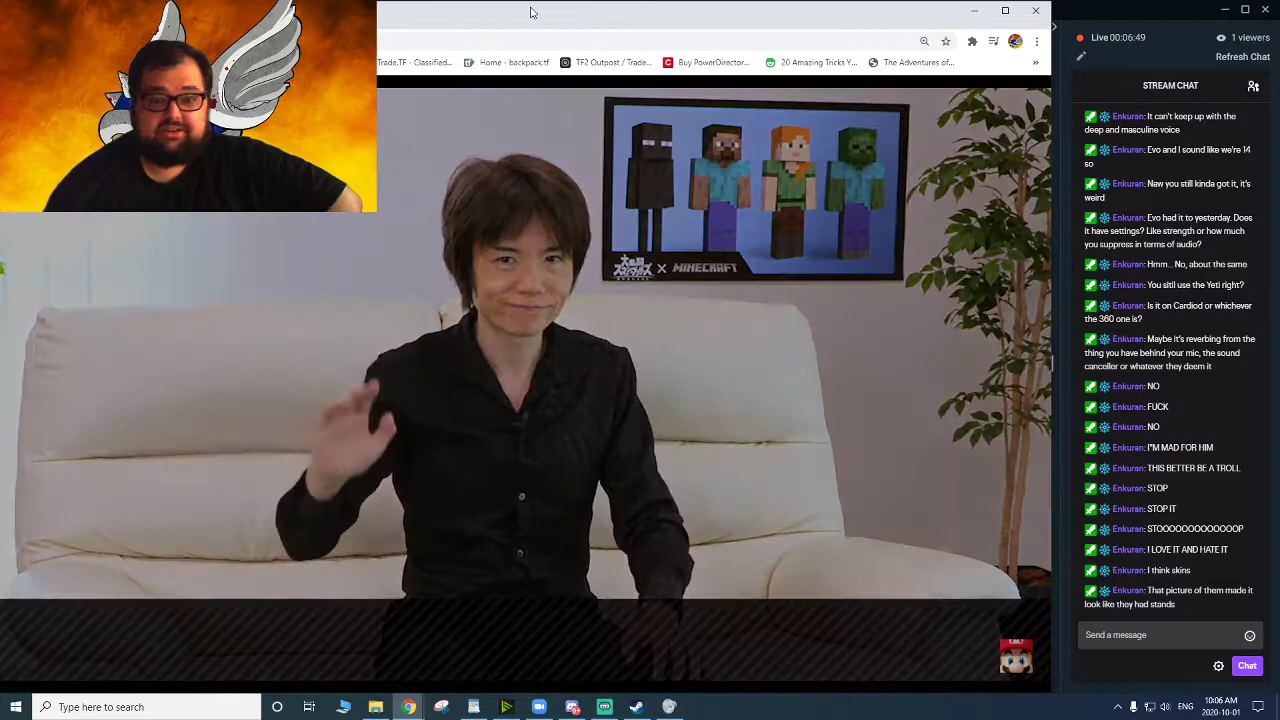 Live 00:06:49
1 viewers
Refresh Chat
Trade.TF - Classified...
Home - backpack.tf
TF2 Outpost / Trade...
Buy PowerDirector...
20 Amazing Tricks Y...
The Adventures of...
»
STREAM CHAT
Enkuran: It can't keep up with the
deep and masculine voice
Enkuran: Evo and I sound like we're 14
so
Enkuran: Naw you still kinda got it, it's
weird
Enkuran: Evo had it to yesterday. Does
it have settings? Like strength or how much
you suppress in terms of audio?
Enkuran: Hmm... No, about the same
Enkuran: You sitli use the Yeti right?
Enkuran: Is it on Cardiod or whichever
the 360 one is?
Enkuran: Maybe it's reverbing from the
thing you have behind your mic, the sound
canceller or whatever they deem it
Enkuran: NO
Enkuran: FUCK
Enkuran: NO
Enkuran: I"M MAD FOR HIM
Enkuran: THIS BETTER BE A TROLL
Enkuran: STOP
Enkuran: STOP IT
Enkuran: STOOOOOOOOOOOOP
Enkuran: I LOVE IT AND HATE IT
Enkuran: I think skins
Enkuran: That picture of them made it
look like they had stands
X MINECRAFT
Send a message
Chat
Type here to search
10:06 AM
2020-10-01